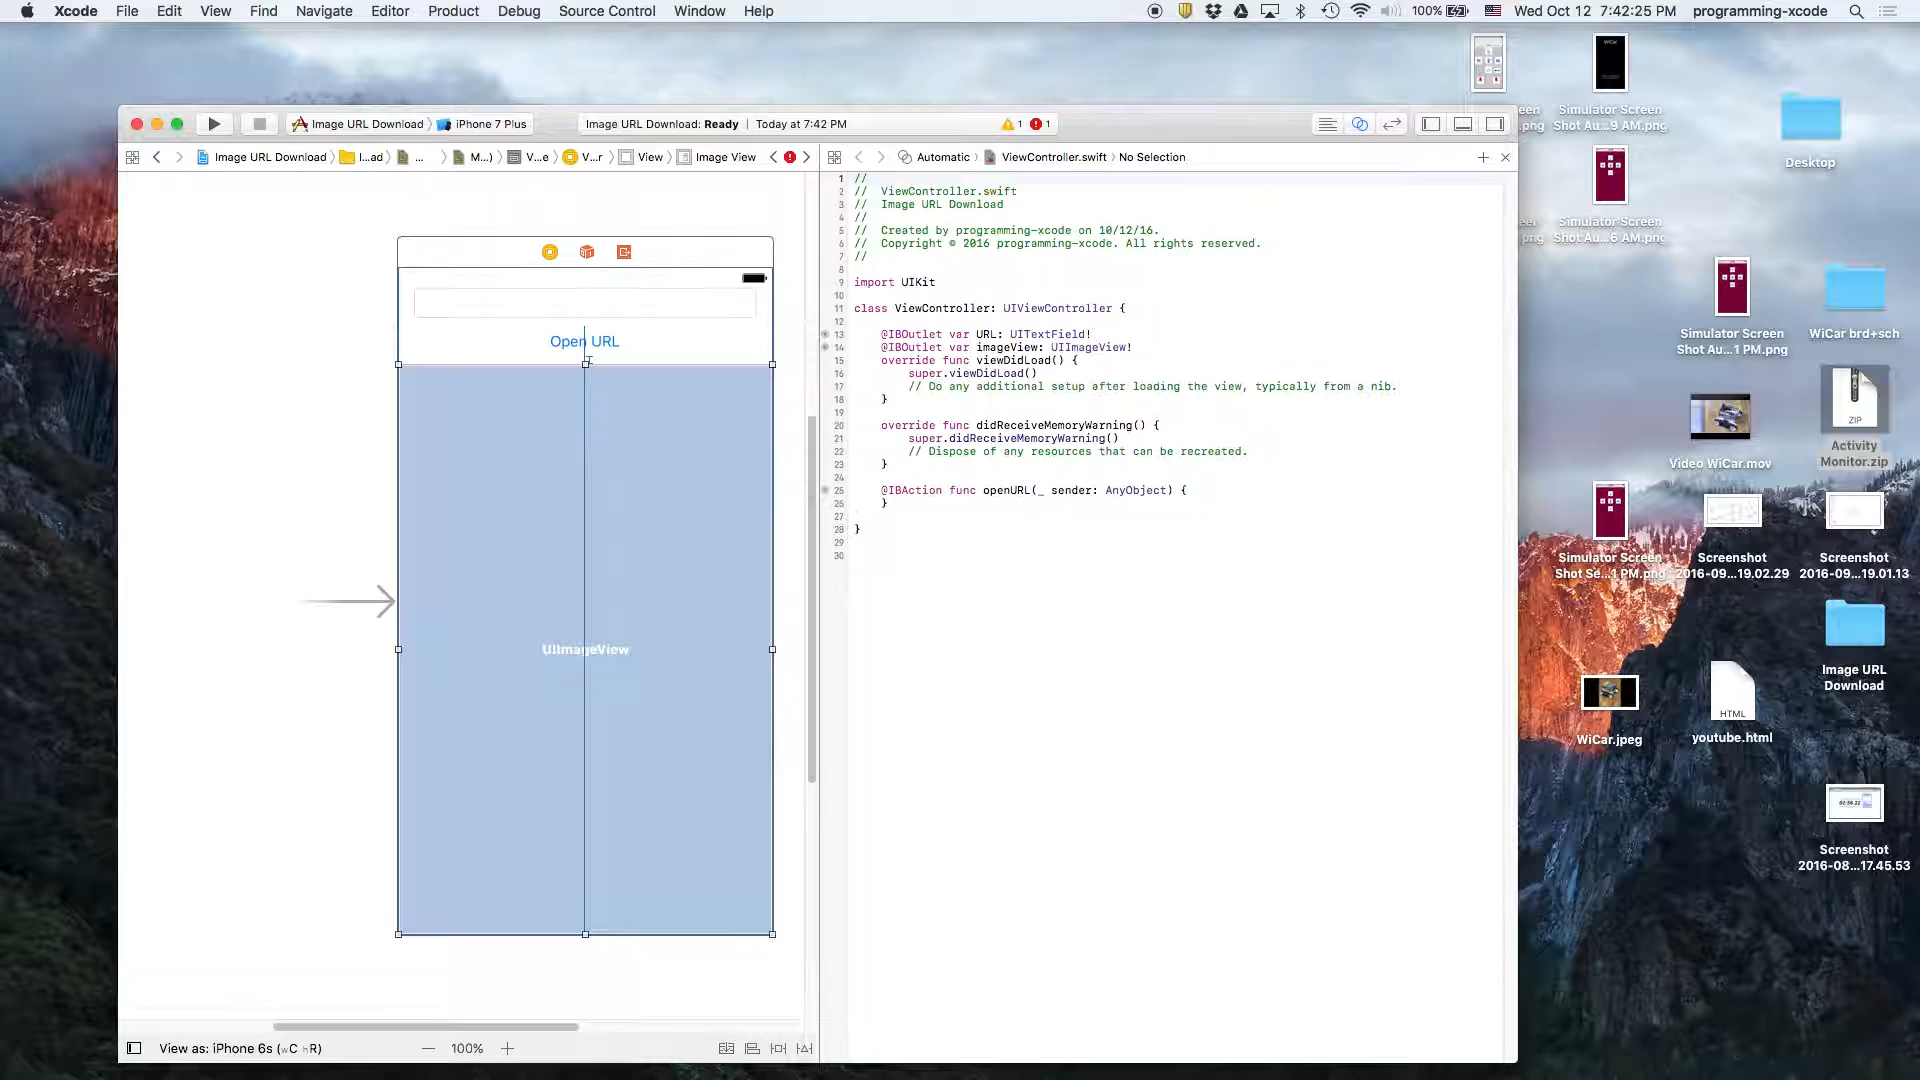 Xcode File Edit View Find Navigate Editor Product Debug Source Control Window Help
100% Wed Oct 12 7:42:25 PM programming-xcode
Image URL Download iPhone 7 Plus
Image URL Download: Ready | Today at 7:42 PM
1 1
Image URL Download I...ad ... M...) V...e V...r View Image View
Automatic ViewController.swift No Selection
Open URL
UIImageView
View as: iPhone 6s (wC hR)
100%
1 //
2 // ViewController.swift
3 // Image URL Download
4 //
5 // Created by programming-xcode on 10/12/16.
6 // Copyright © 2016 programming-xcode. All rights reserved.
7 //
8
9 import UIKit
10
11 class ViewController: UIViewController {
12
13 @IBOutlet var URL: UITextField!
14 @IBOutlet var imageView: UIImageView!
15 override func viewDidLoad() {
16 super.viewDidLoad()
17 // Do any additional setup after loading the view, typically from a nib.
18 }
19
20 override func didReceiveMemoryWarning() {
21 super.didReceiveMemoryWarning()
22 // Dispose of any resources that can be recreated.
23 }
24
25 @IBAction func openURL(_ sender: AnyObject) {
26 }
27
28 }
29
30
een
...1.png
Simulator Screen
Shot Au...9 AM.png
Desktop
een
png
Simulator Screen
Shot Au...6 AM.png
Simulator Screen
Shot Au...1 PM.png
WiCar brd+sch
Video WiCar.mov
ZIP
Activity
Monitor.zip
Simulator Screen
Shot Se...1 PM.png
Screenshot
2016-09...19.02.29
Screenshot
2016-09...19.01.13
Image URL
Download
WiCar.jpeg
HTML
youtube.html
Screenshot
2016-08...17.45.53